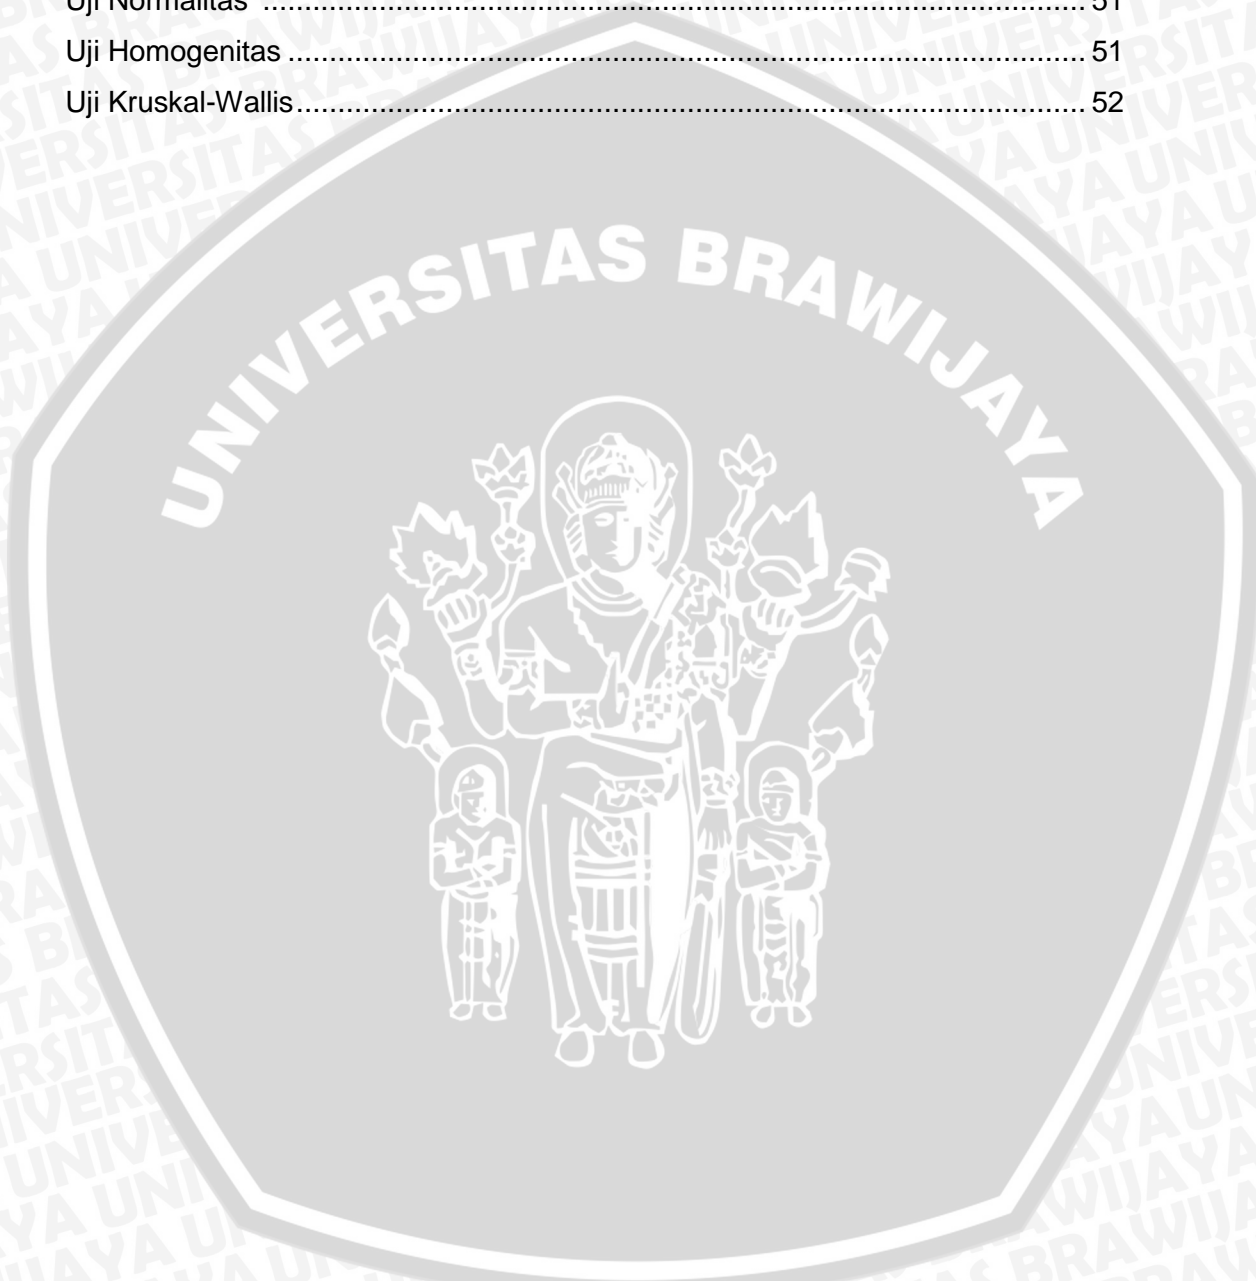 Uji Normalitas ........................................................................................................ 51
Uji Homogenitas ..................................................................................................... 51
Uji Kruskal-Wallis .................................................................................................... 52
UNIVERSITAS BRAWIJAYA